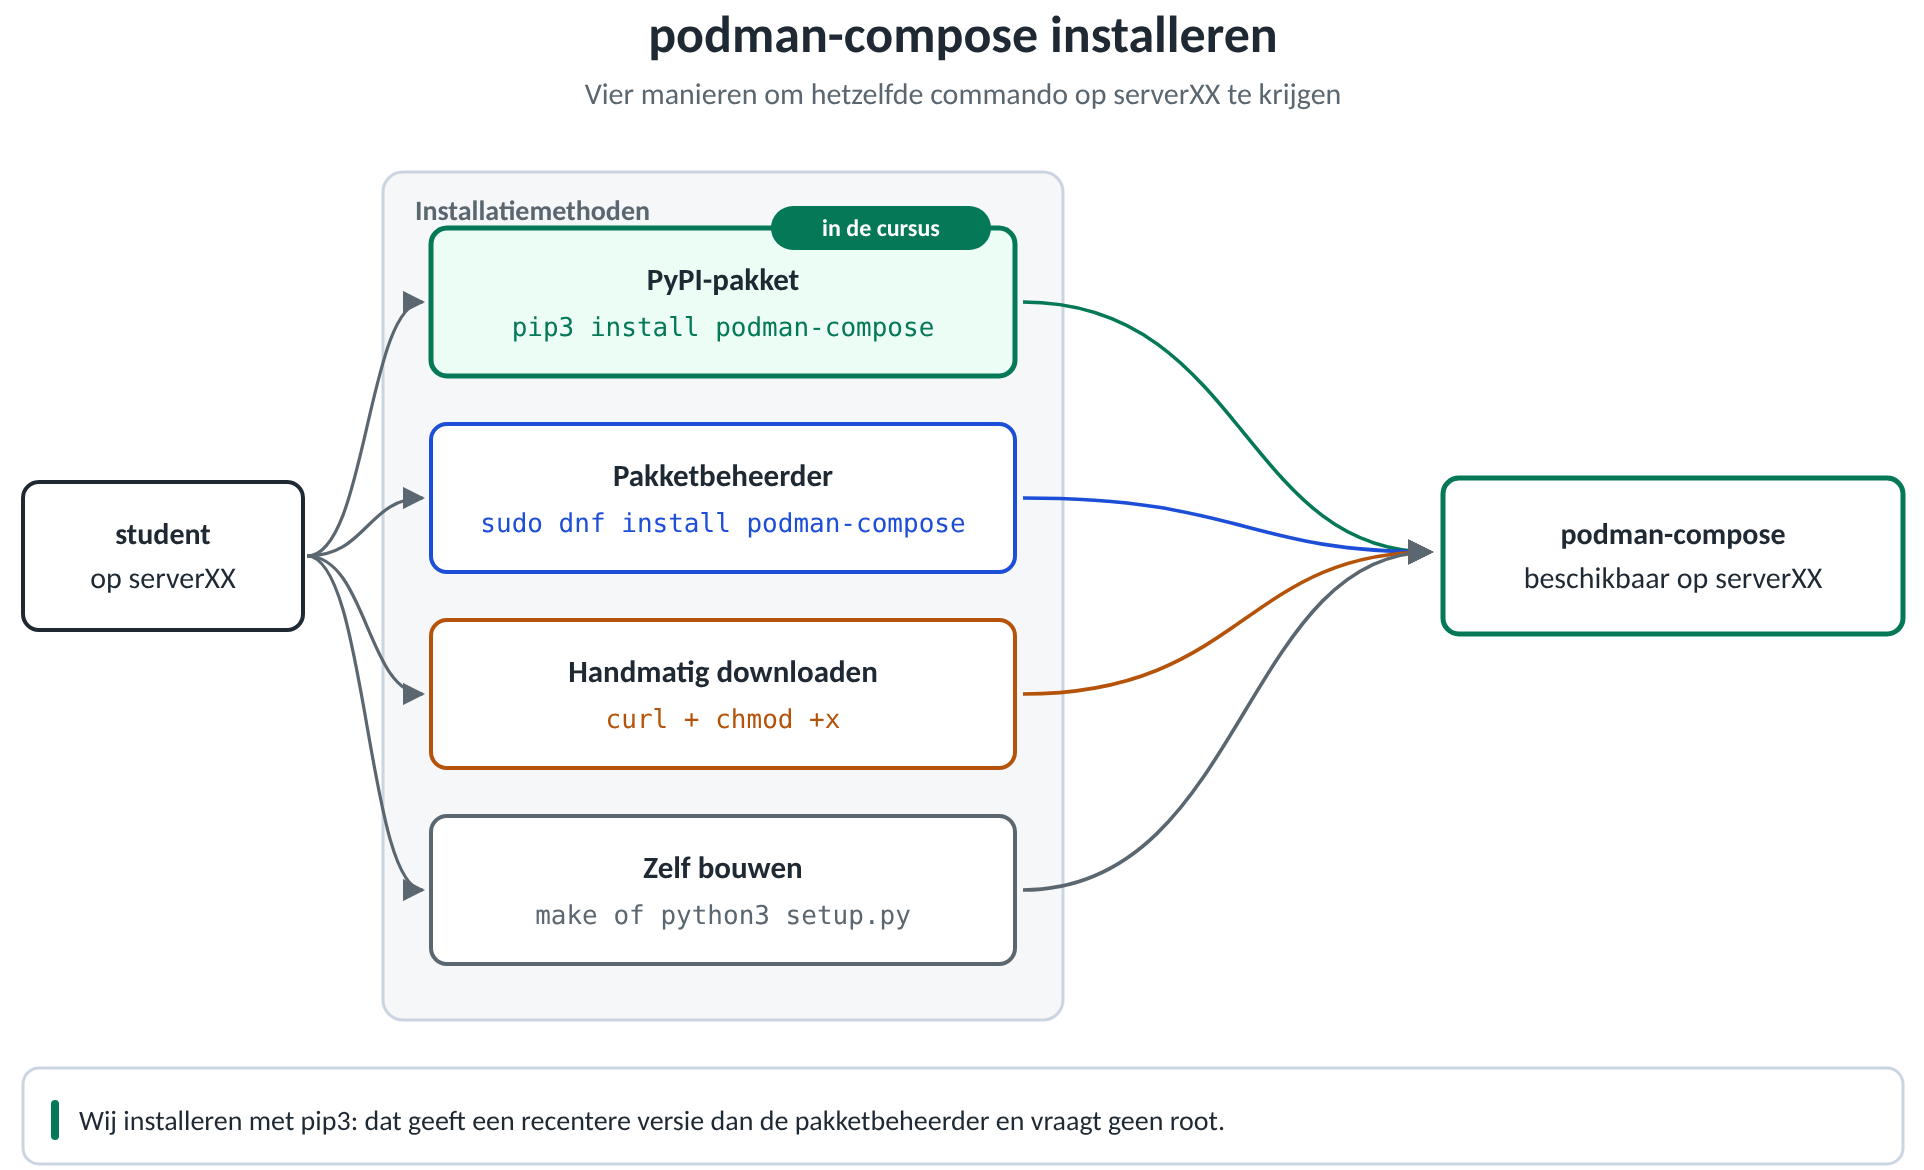 podman-compose installeren
Vier manieren om hetzelfde commando op serverXX te krijgen
Installatiemethoden
in de cursus
PyPI-pakket
pip3 install podman-compose
Pakketbeheerder
sudo dnf install podman-compose
student
op serverXX
podman-compose
beschikbaar op serverXX
Handmatig downloaden
curl + chmod +x
Zelf bouwen
make of python3 setup.py
Wij installeren met pip3: dat geeft een recentere versie dan de pakketbeheerder en vraagt geen root.